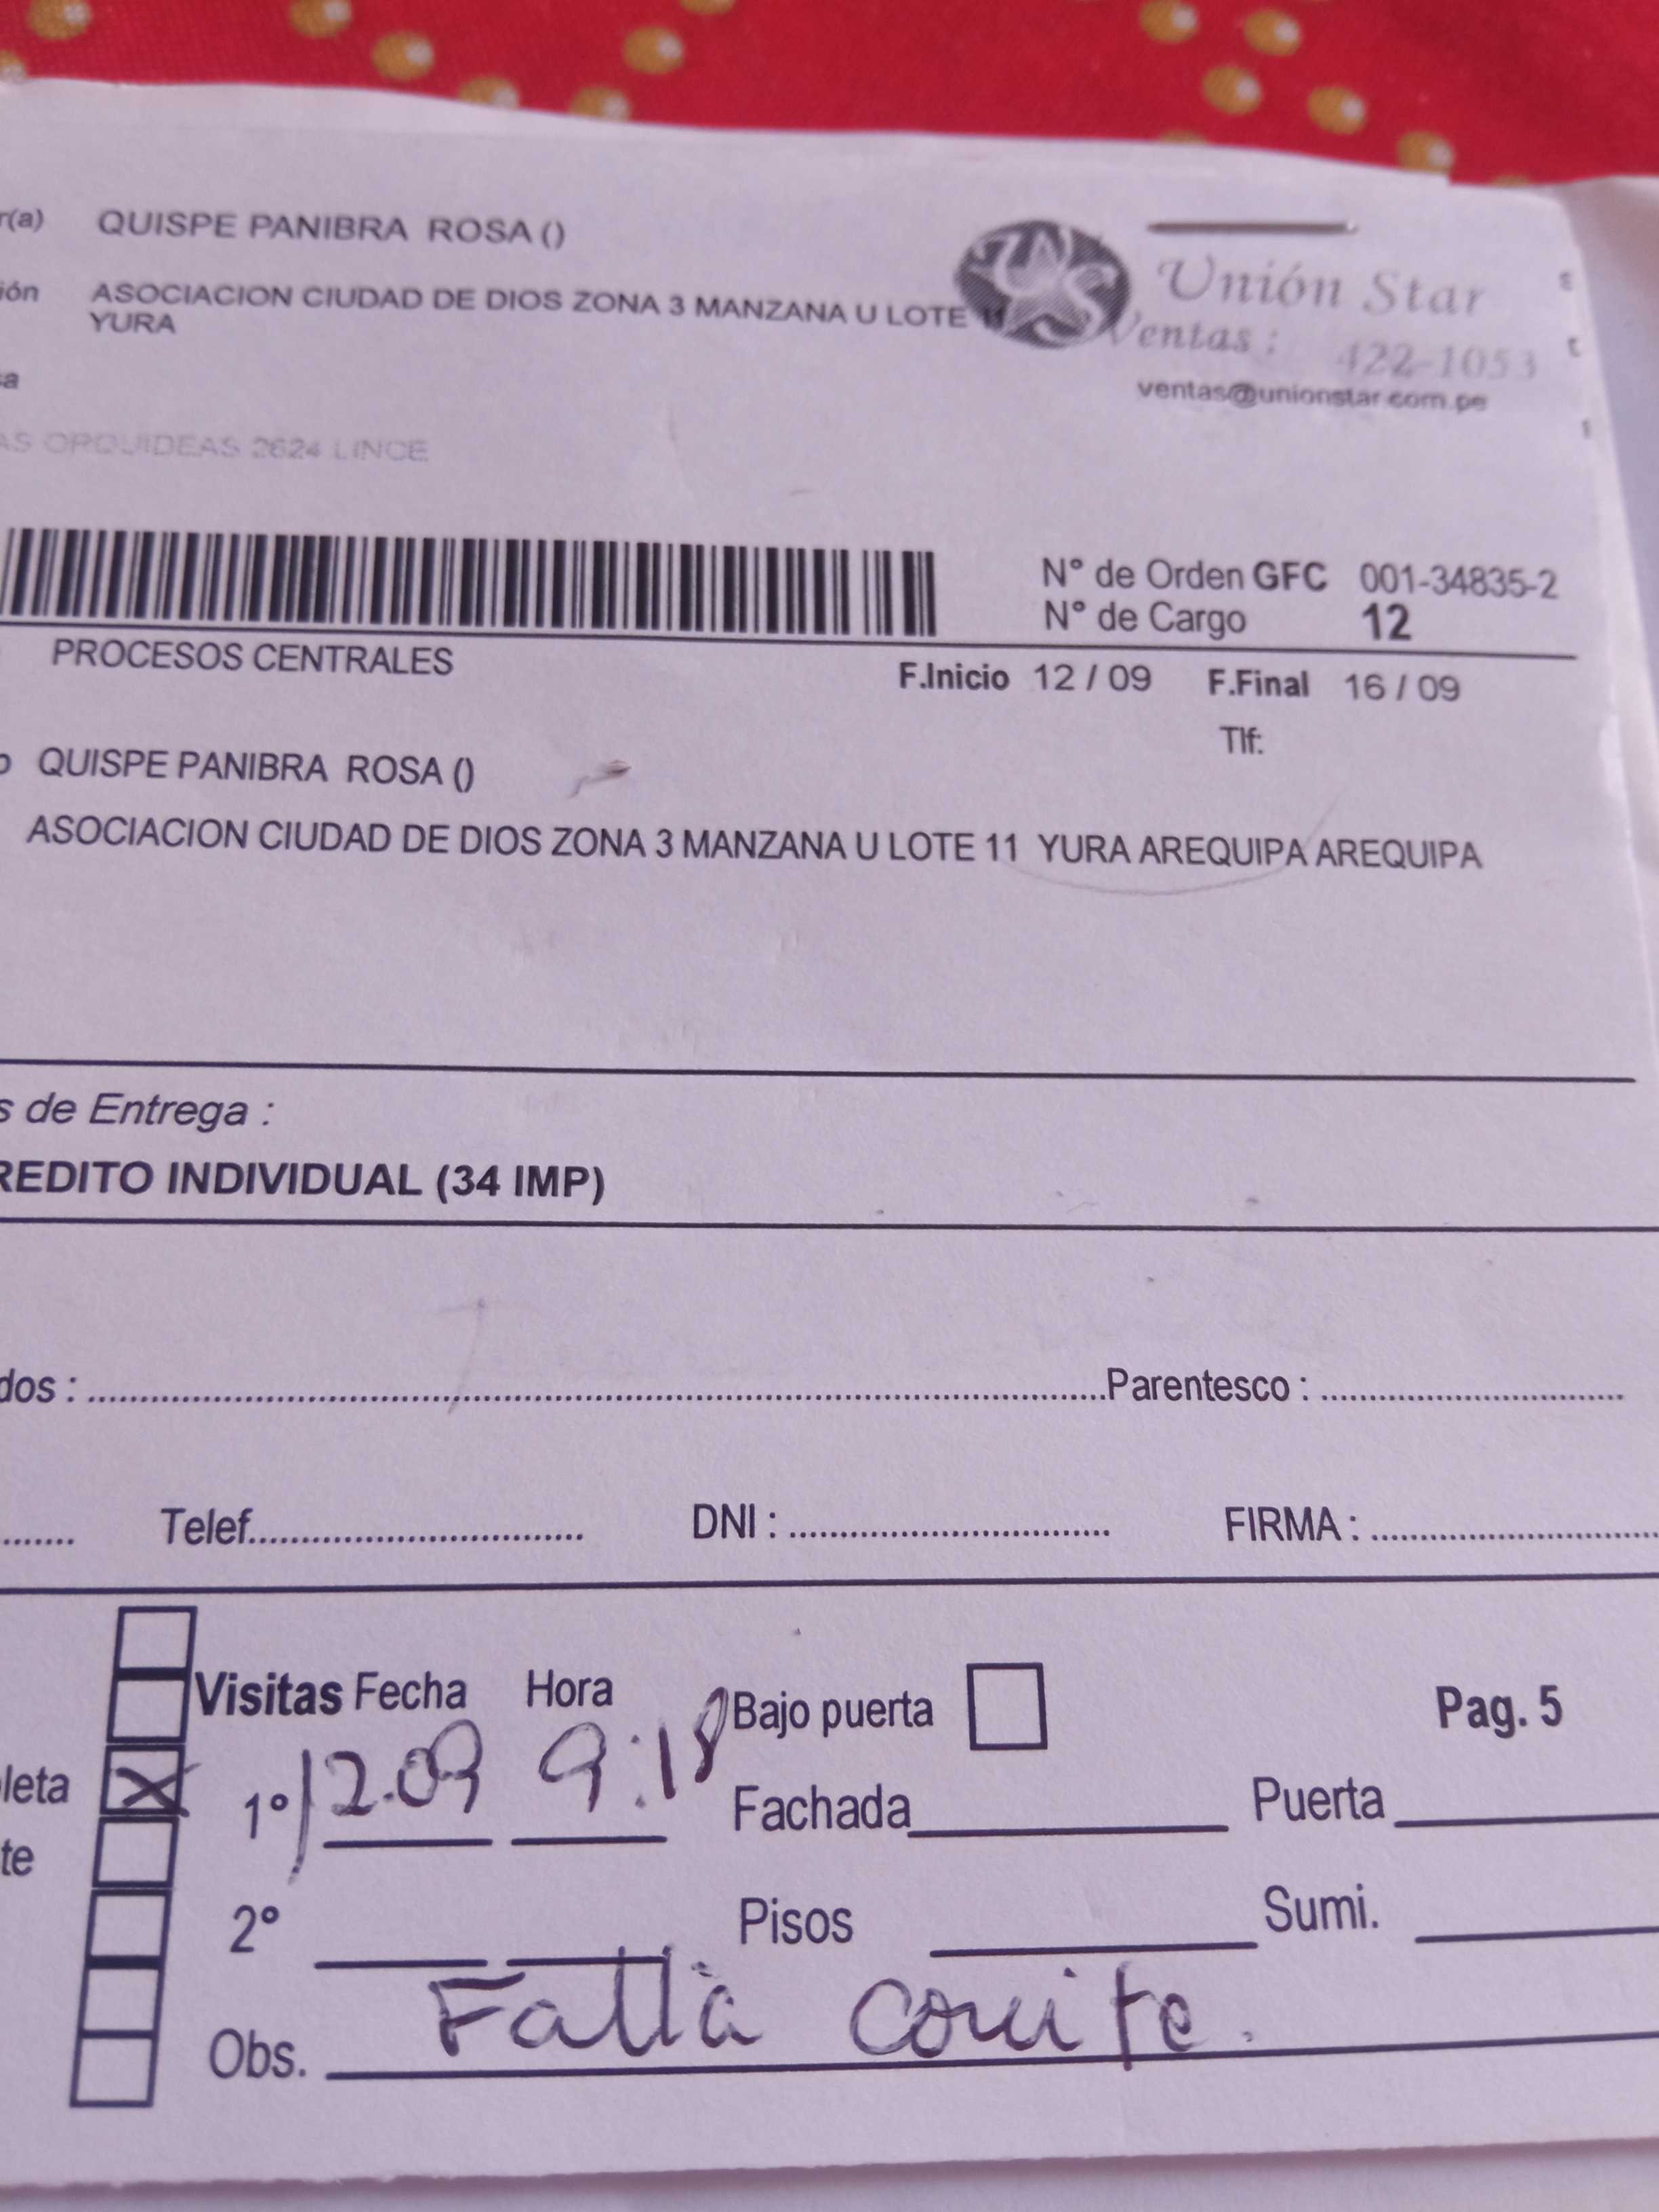 r(a) QUISPE PANIBRA ROSA ()
ión ASOCIACION CIUDAD DE DIOS ZONA 3 MANZANA U LOTE 11
YURA
Unión Star
Ventas : 422-1053
ventas@unionstar.com.pe
sa
AS ORQUIDEAS 2624 LINCE
N° de Orden GFC 001-34835-2
N° de Cargo 12
PROCESOS CENTRALES
F.Inicio 12 / 09 F.Final 16 / 09
Tlf:
o QUISPE PANIBRA ROSA ()
ASOCIACION CIUDAD DE DIOS ZONA 3 MANZANA U LOTE 11 YURA AREQUIPA AREQUIPA
s de Entrega :
REDITO INDIVIDUAL (34 IMP)
dos : Parentesco :
Telef. DNI : FIRMA :
Visitas Fecha Hora Bajo puerta Pag. 5
leta X 1° 12.09 9:18 Fachada Puerta
te
2° Pisos Sumi.
Obs. Falta comite.